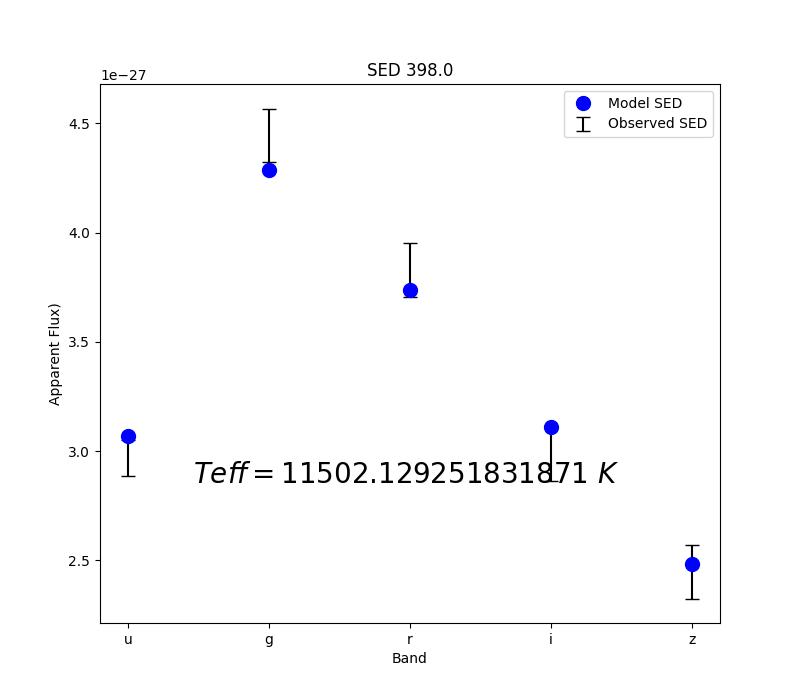 SED 398.0
1e−27
Model SED
Observed SED
4.5
4.0
3.5
3.0
2.5
Apparent Flux)
Teff = 11502.129251831871 K
u g r i z
Band